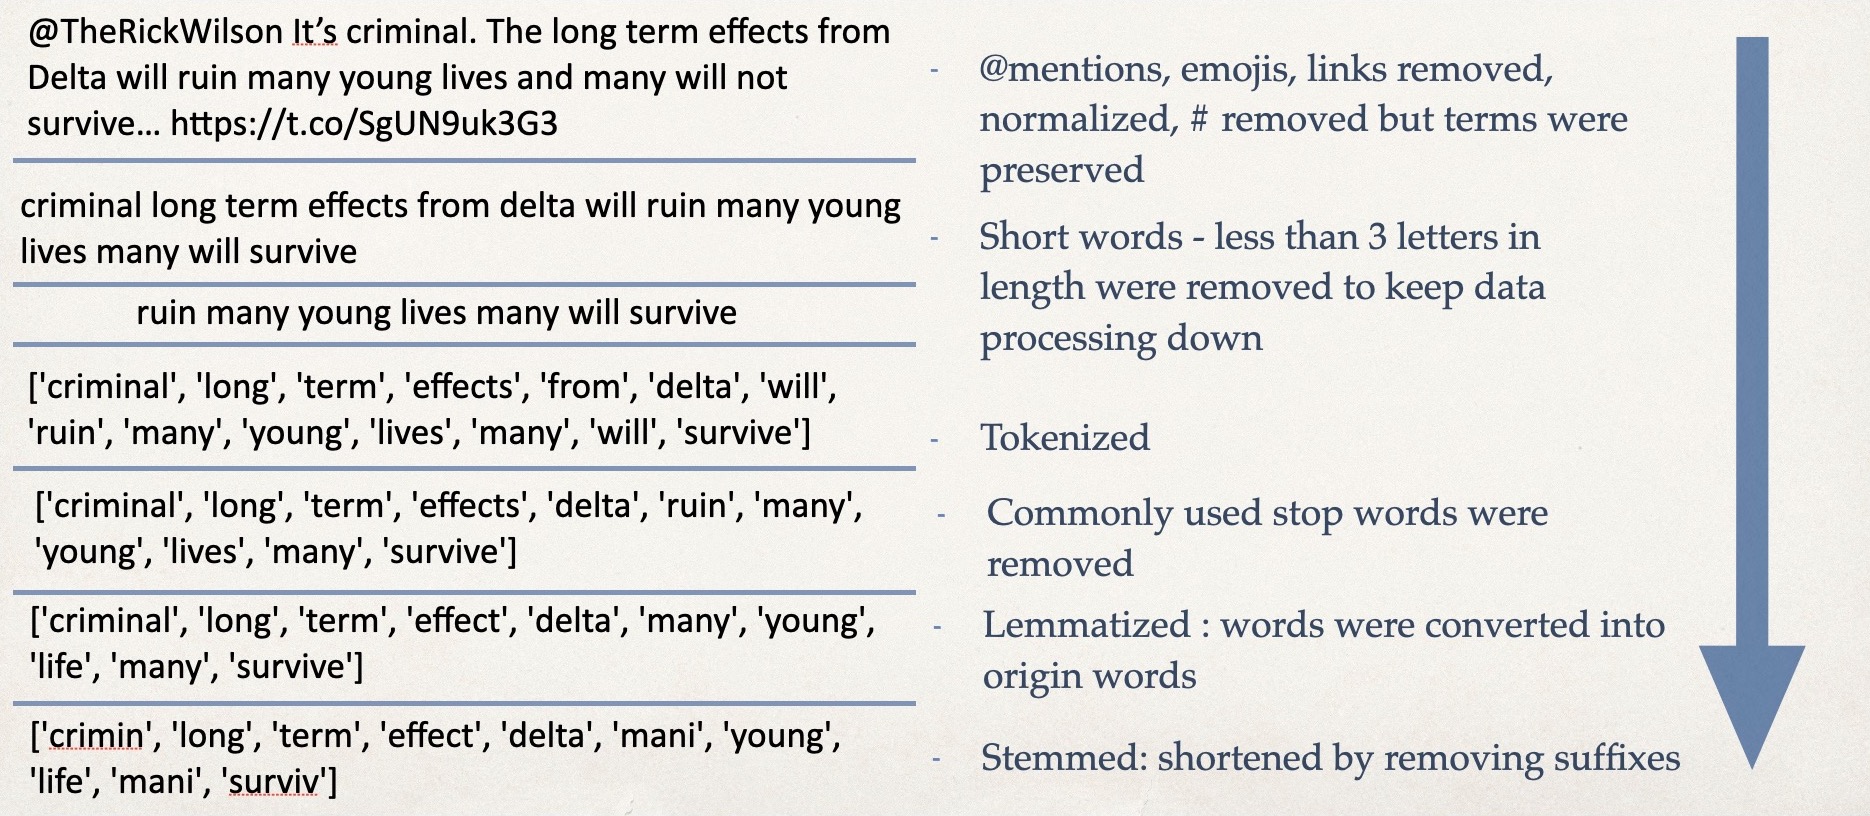 @TheRickWilson It’s criminal. The long term effects from
Delta will ruin many young lives and many will not
survive… https://t.co/SgUN9uk3G3
criminal long term effects from delta will ruin many young
lives many will survive
ruin many young lives many will survive
['criminal', 'long', 'term', 'effects', 'from', 'delta', 'will',
'ruin', 'many', 'young', 'lives', 'many', 'will', 'survive']
['criminal', 'long', 'term', 'effects', 'delta', 'ruin', 'many',
'young', 'lives', 'many', 'survive']
['criminal', 'long', 'term', 'effect', 'delta', 'many', 'young',
'life', 'many', 'survive']
['crimin', 'long', 'term', 'effect', 'delta', 'mani', 'young',
'life', 'mani', 'surviv']
- @mentions, emojis, links removed,
normalized, # removed but terms were
preserved
- Short words - less than 3 letters in
length were removed to keep data
processing down
- Tokenized
- Commonly used stop words were
removed
- Lemmatized : words were converted into
origin words
- Stemmed: shortened by removing suffixes